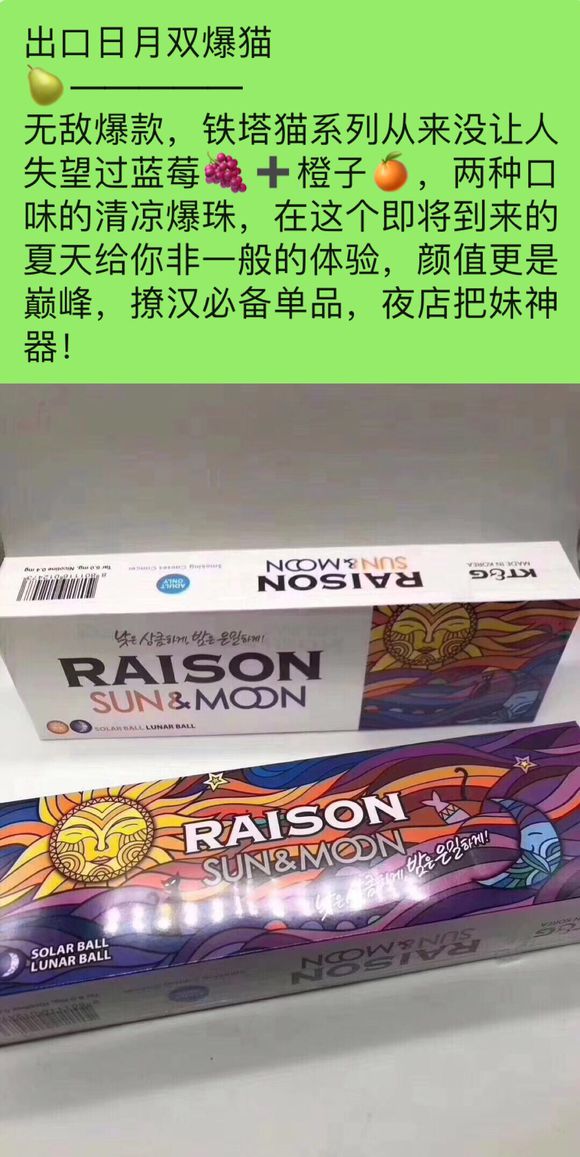 出口日月双爆猫
🍐——————
无敌爆款，铁塔猫系列从来没让人
失望过蓝莓🍇➕橙子🍊，两种口
味的清凉爆珠，在这个即将到来的
夏天给你非一般的体验，颜值更是
巅峰，撩汉必备单品，夜店把妹神
器！
KT&G
MADE IN KOREA
RAISON
SUN&MOON
ADULT ONLY
Smoking Causes Cancer
Tar 6.0 mg, Nicotine 0.4 mg
낮은 상큼하게, 밤은 은밀하게!
RAISON
SUN&MOON
SOLAR BALL LUNAR BALL
RAISON
SUN&MOON
낮은 상큼하게 밤은 은밀하게!
SOLAR BALL
LUNAR BALL
RAISON
SUN&MOON